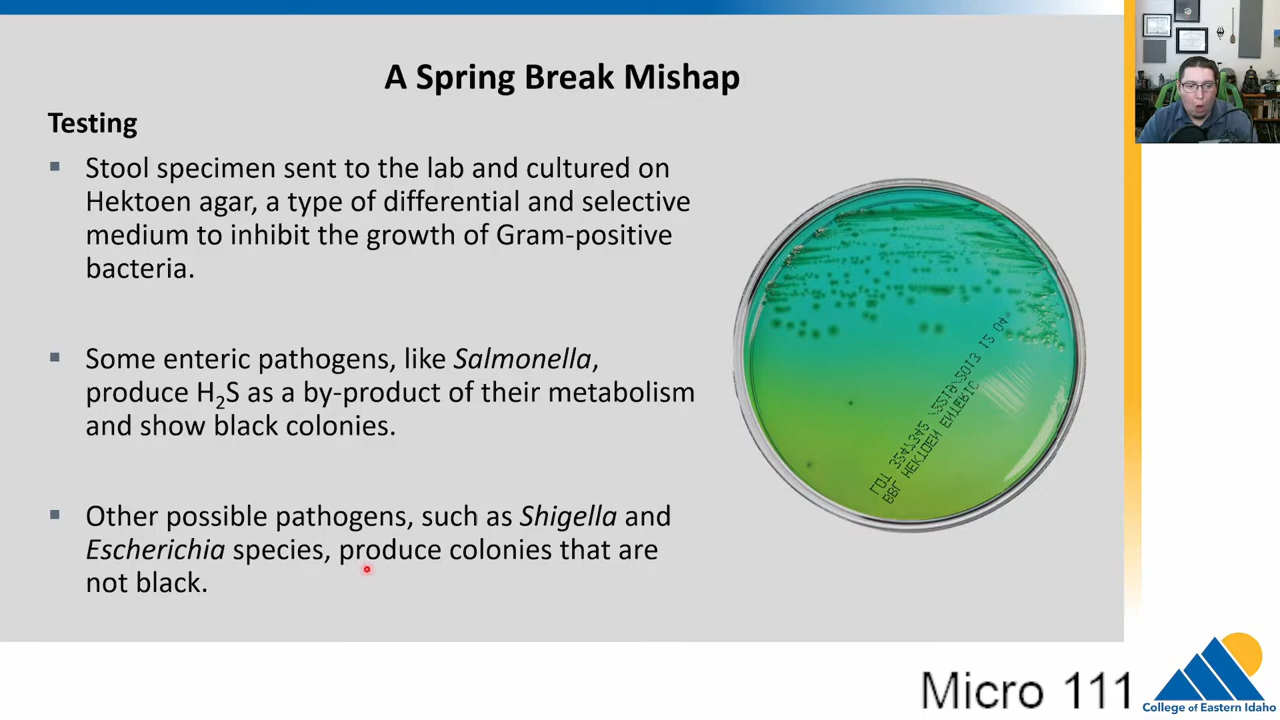 A Spring Break Mishap
Testing
▪ Stool specimen sent to the lab and cultured on
Hektoen agar, a type of differential and selective
medium to inhibit the growth of Gram-positive
bacteria.
▪ Some enteric pathogens, like Salmonella,
produce H₂S as a by-product of their metabolism
and show black colonies.
▪ Other possible pathogens, such as Shigella and
Escherichia species, produce colonies that are
not black.
BBL HEKTOEN ENTERIC
Micro 111
College of Eastern Idaho